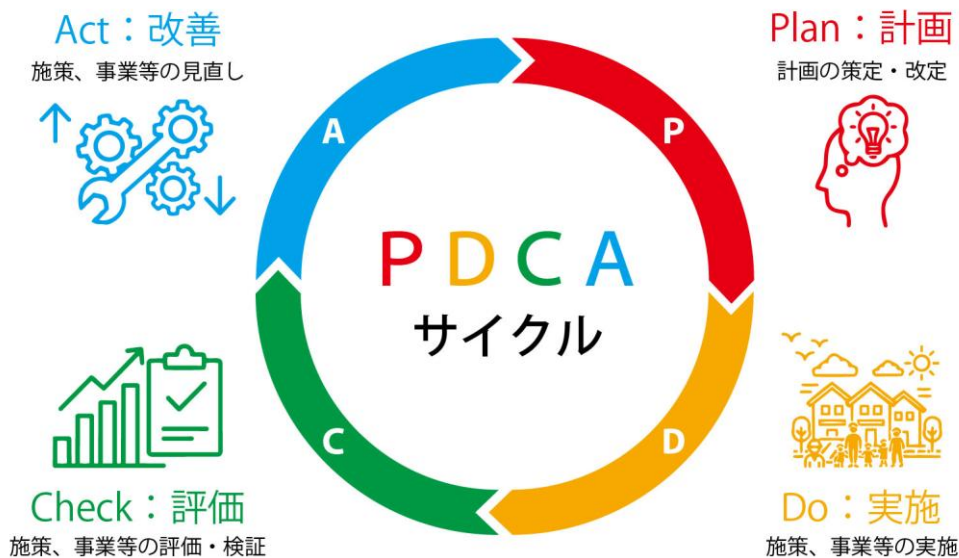 Act：改善
施策、事業等の見直し
Plan：計画
計画の策定・改定
A
P
PDCA
サイクル
C
D
Check：評価
施策、事業等の評価・検証
Do：実施
施策、事業等の実施